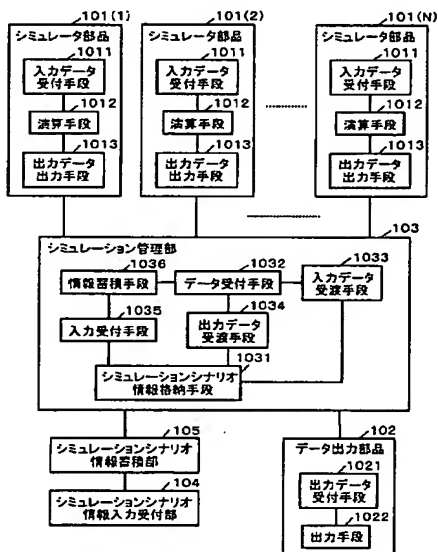 101(1)
シミュレータ部品
1011
入力データ
受付手段
1012
演算手段
1013
出力データ
出力手段
101(2)
シミュレータ部品
1011
入力データ
受付手段
1012
演算手段
1013
出力データ
出力手段
101(N)
シミュレータ部品
1011
入力データ
受付手段
1012
演算手段
1013
出力データ
出力手段
103
シミュレーション管理部
1036
情報蓄積手段
1032
データ受付手段
1033
入力データ
受渡手段
1035
入力受付手段
1034
出力データ
受渡手段
1031
シミュレーションシナリオ
情報格納手段
105
シミュレーションシナリオ
情報蓄積部
104
シミュレーションシナリオ
情報入力受付部
102
データ出力部品
1021
出力データ
受付手段
1022
出力手段